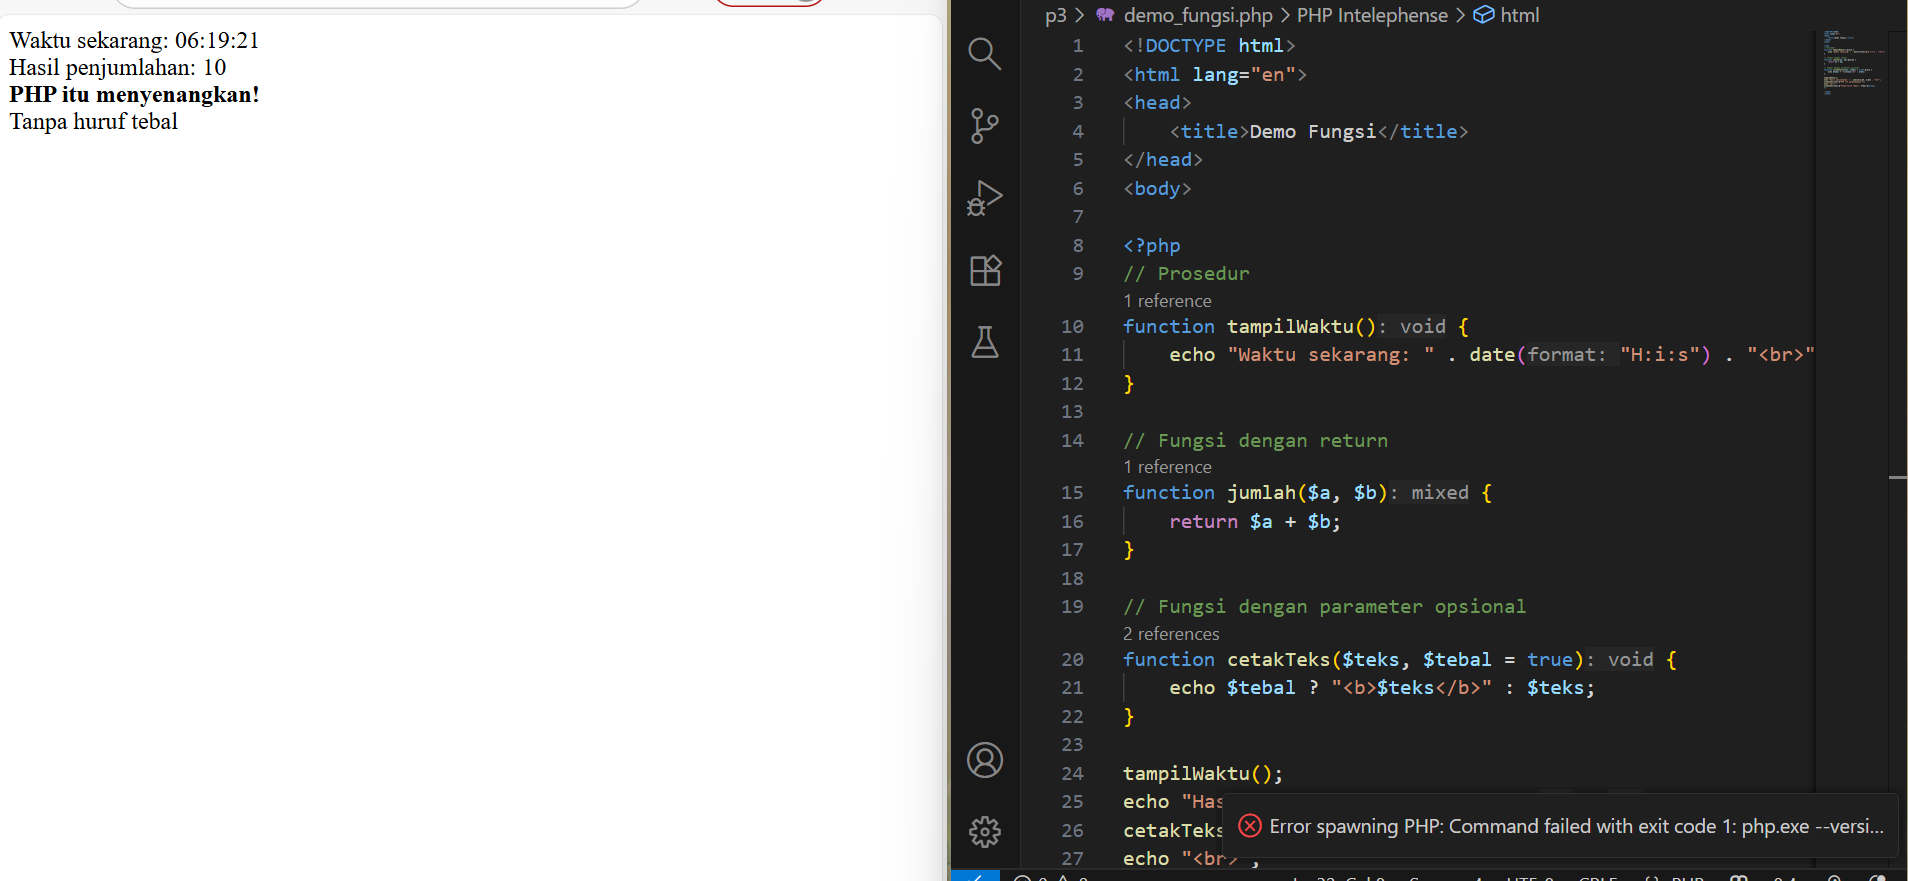 Waktu sekarang: 06:19:21
Hasil penjumlahan: 10
PHP itu menyenangkan!
Tanpa huruf tebal
p3 > demo_fungsi.php > PHP Intelephense > html
1 <!DOCTYPE html>
2 <html lang="en">
3 <head>
4 <title>Demo Fungsi</title>
5 </head>
6 <body>
7
8 <?php
9 // Prosedur
1 reference
10 function tampilWaktu(): void {
11 echo "Waktu sekarang: " . date(format: "H:i:s") . "<br>"
12 }
13
14 // Fungsi dengan return
1 reference
15 function jumlah($a, $b): mixed {
16 return $a + $b;
17 }
18
19 // Fungsi dengan parameter opsional
2 references
20 function cetakTeks($teks, $tebal = true): void {
21 echo $tebal ? "<b>$teks</b>" : $teks;
22 }
23
24 tampilWaktu();
25 echo "Has
26 cetakTeks
27 echo "<br>";
Error spawning PHP: Command failed with exit code 1: php.exe --versi...